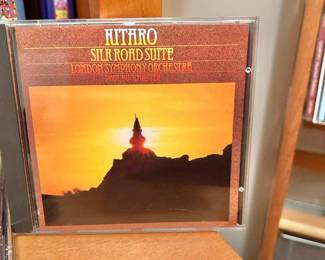 KITARO
SILK ROAD SUITE
LONDON SYMPHONY ORCHESTRA